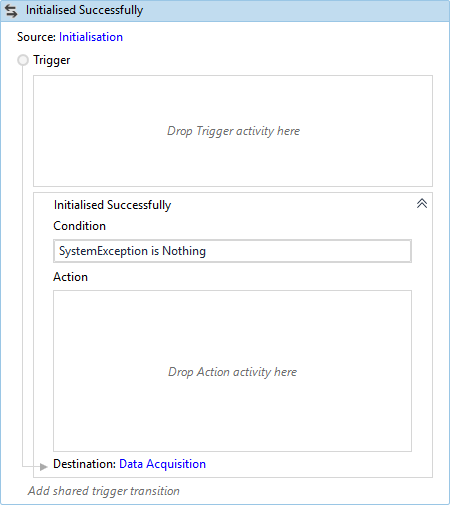 Initialised Successfully
Source: Initialisation
Trigger
Drop Trigger activity here
Initialised Successfully
Condition
SystemException is Nothing
Action
Drop Action activity here
Destination: Data Acquisition
Add shared trigger transition